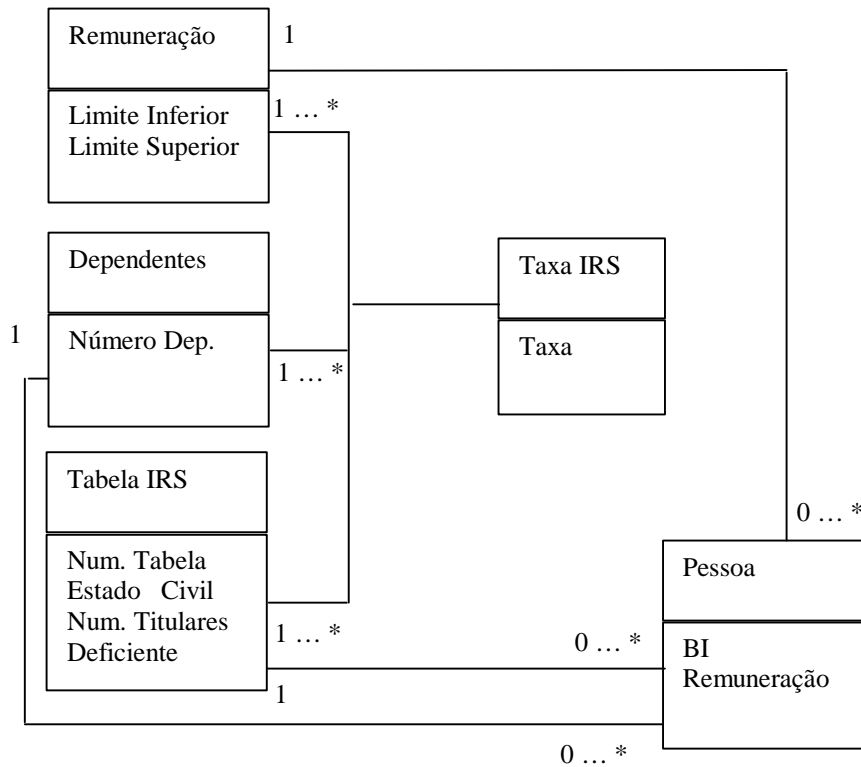 Remuneração
1
Limite Inferior
Limite Superior
1 … *
Dependentes
Taxa IRS
1
Número Dep.
1 … *
Taxa
Tabela IRS
0 … *
Num. Tabela
Estado Civil
Num. Titulares
Deficiente
1 … *
0 … *
1
Pessoa
BI
Remuneração
0 … *